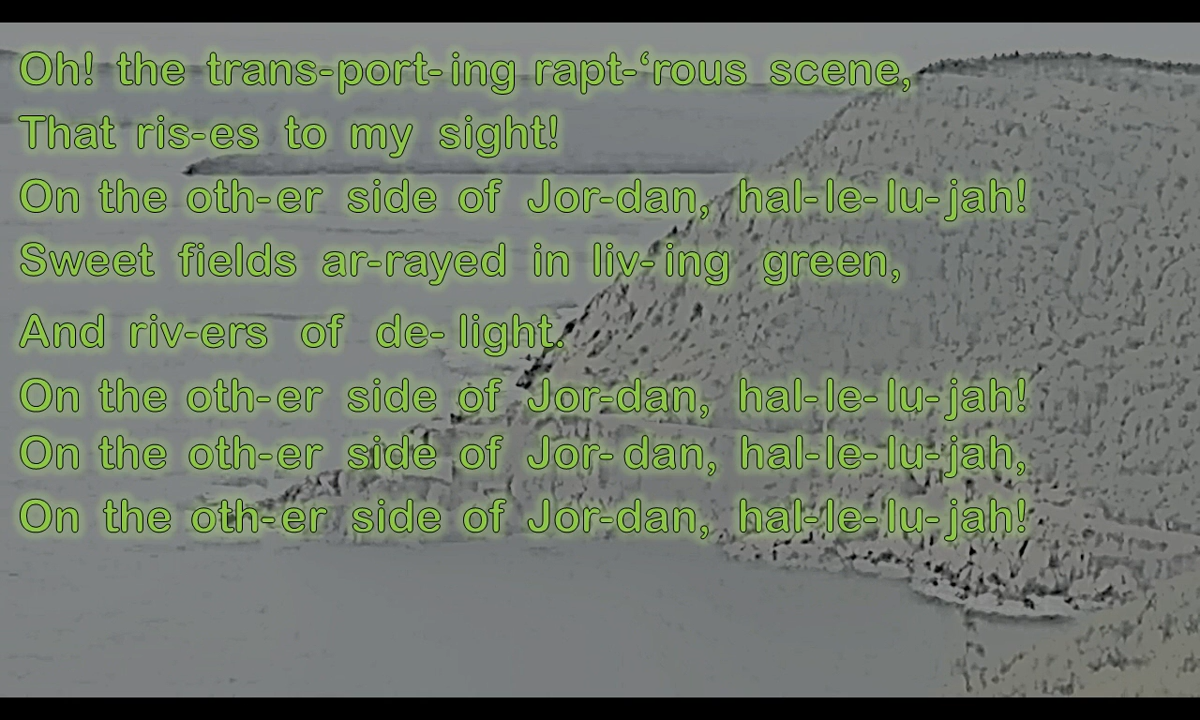 Oh! the trans-port-ing rapt-‘rous scene,
That ris-es to my sight!
On the oth-er side of Jor-dan, hal-le-lu-jah!
Sweet fields ar-rayed in liv-ing green,
And riv-ers of de-light.
On the oth-er side of Jor-dan, hal-le-lu-jah!
On the oth-er side of Jor-dan, hal-le-lu-jah,
On the oth-er side of Jor-dan, hal-le-lu-jah!